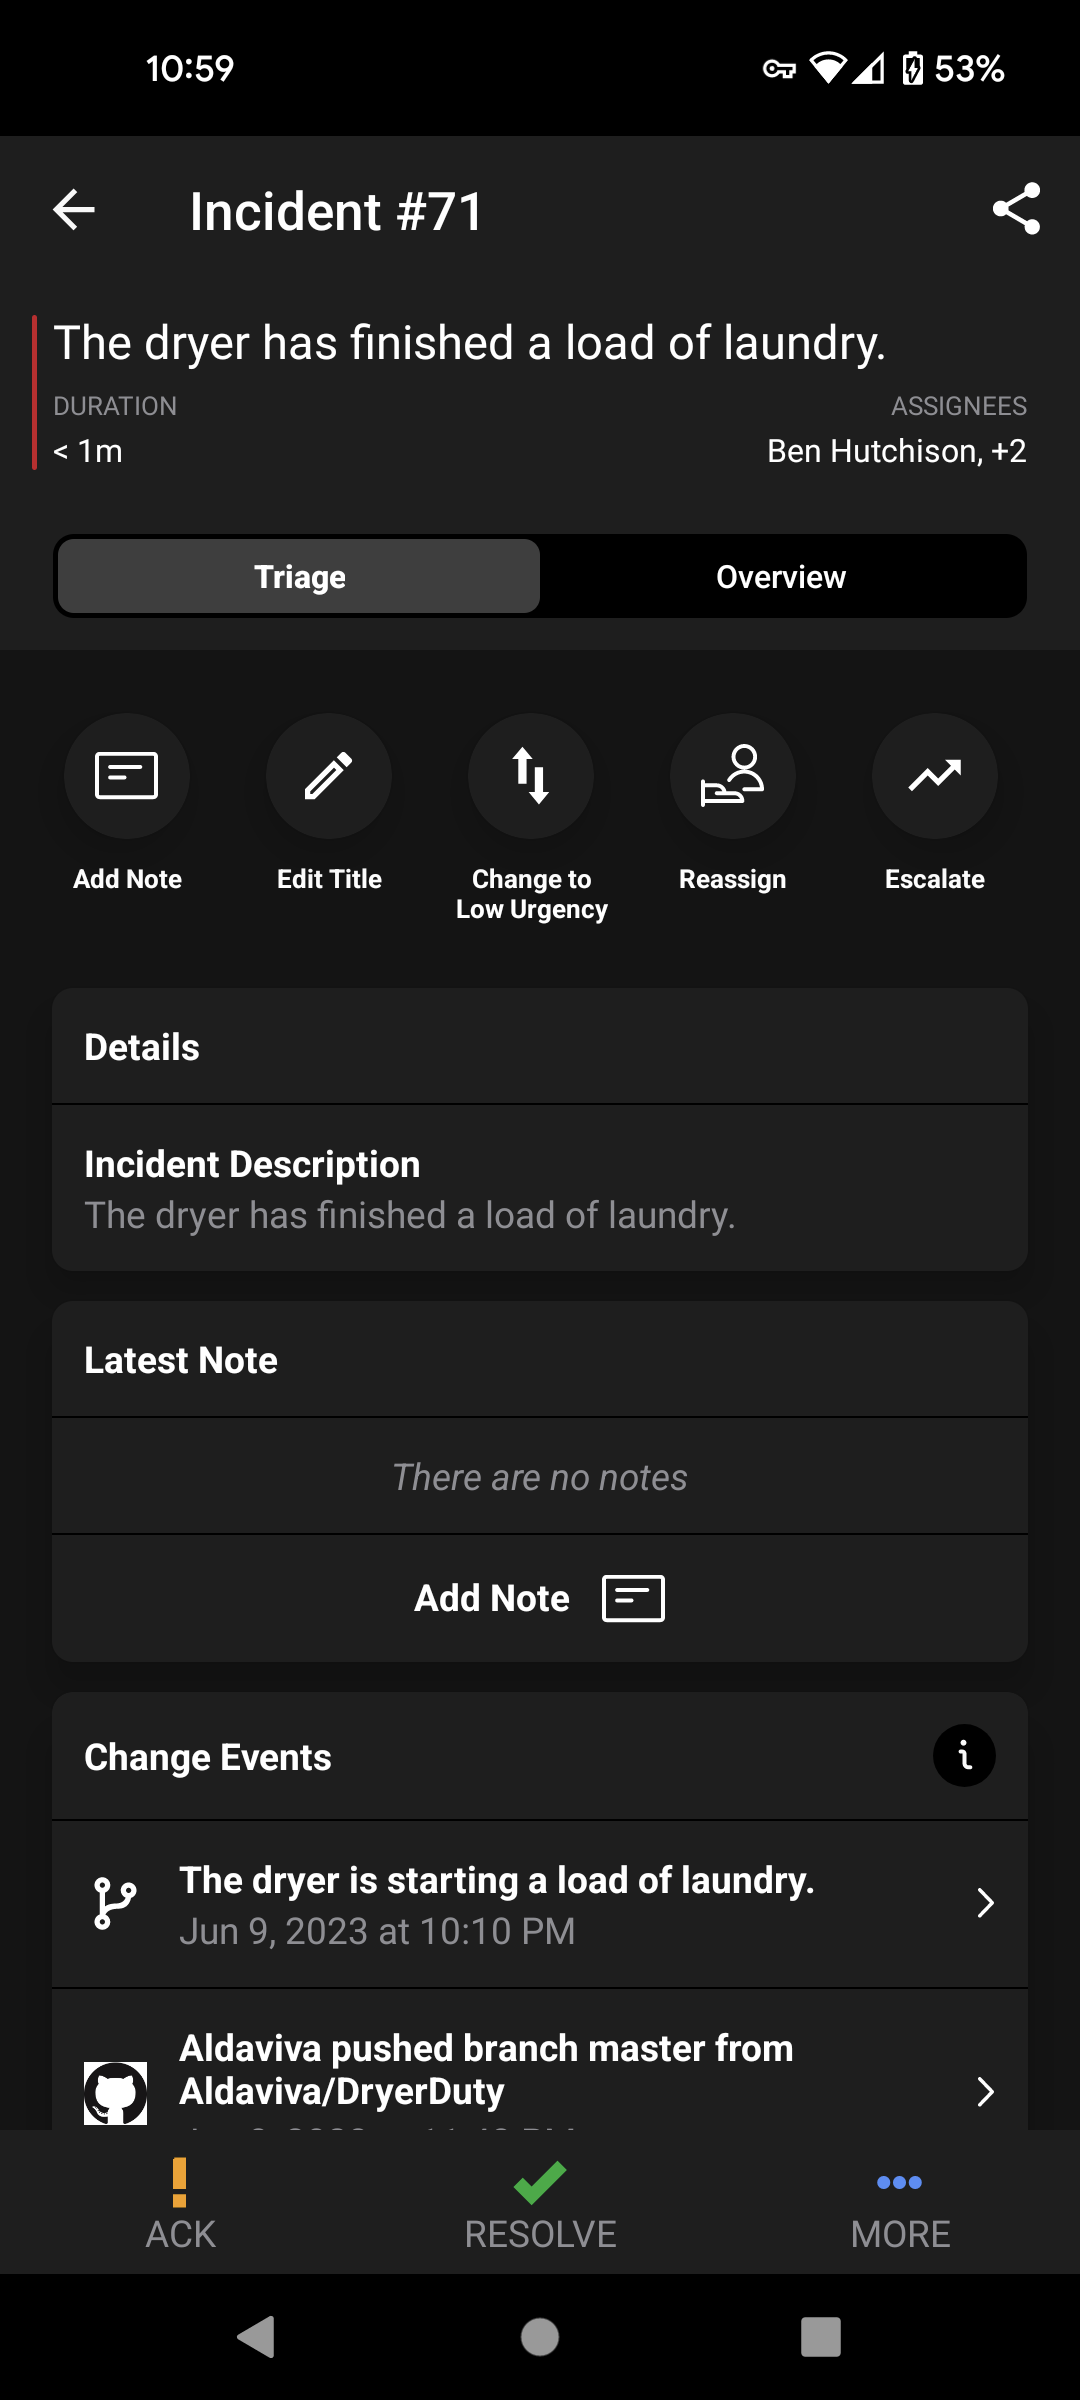 10:59
53%
Incident #71
The dryer has finished a load of laundry.
DURATION
ASSIGNEES
< 1m
Ben Hutchison, +2
Triage
Overview
Add Note
Edit Title
Change to
Low Urgency
Reassign
Escalate
Details
Incident Description
The dryer has finished a load of laundry.
Latest Note
There are no notes
Add Note
Change Events
The dryer is starting a load of laundry.
Jun 9, 2023 at 10:10 PM
Aldaviva pushed branch master from
Aldaviva/DryerDuty
ACK
RESOLVE
MORE